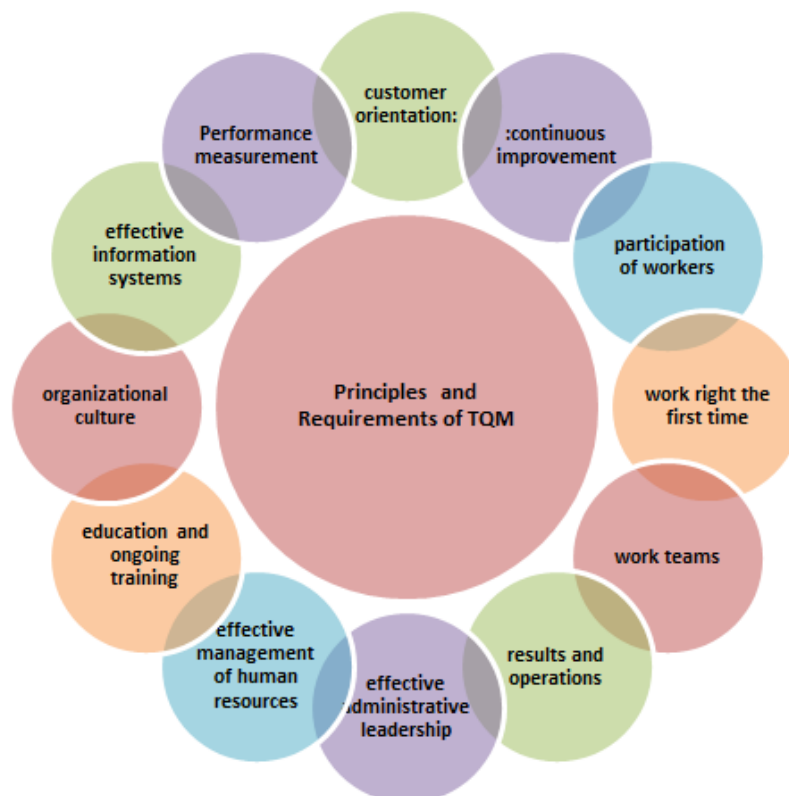 customer
orientation:
:continuous
improvement
participation
of workers
work right the
first time
work teams
results and
operations
effective
administrative
leadership
effective
management
of human
resources
education and
ongoing
training
organizational
culture
effective
information
systems
Performance
measurement
Principles and
Requirements of TQM